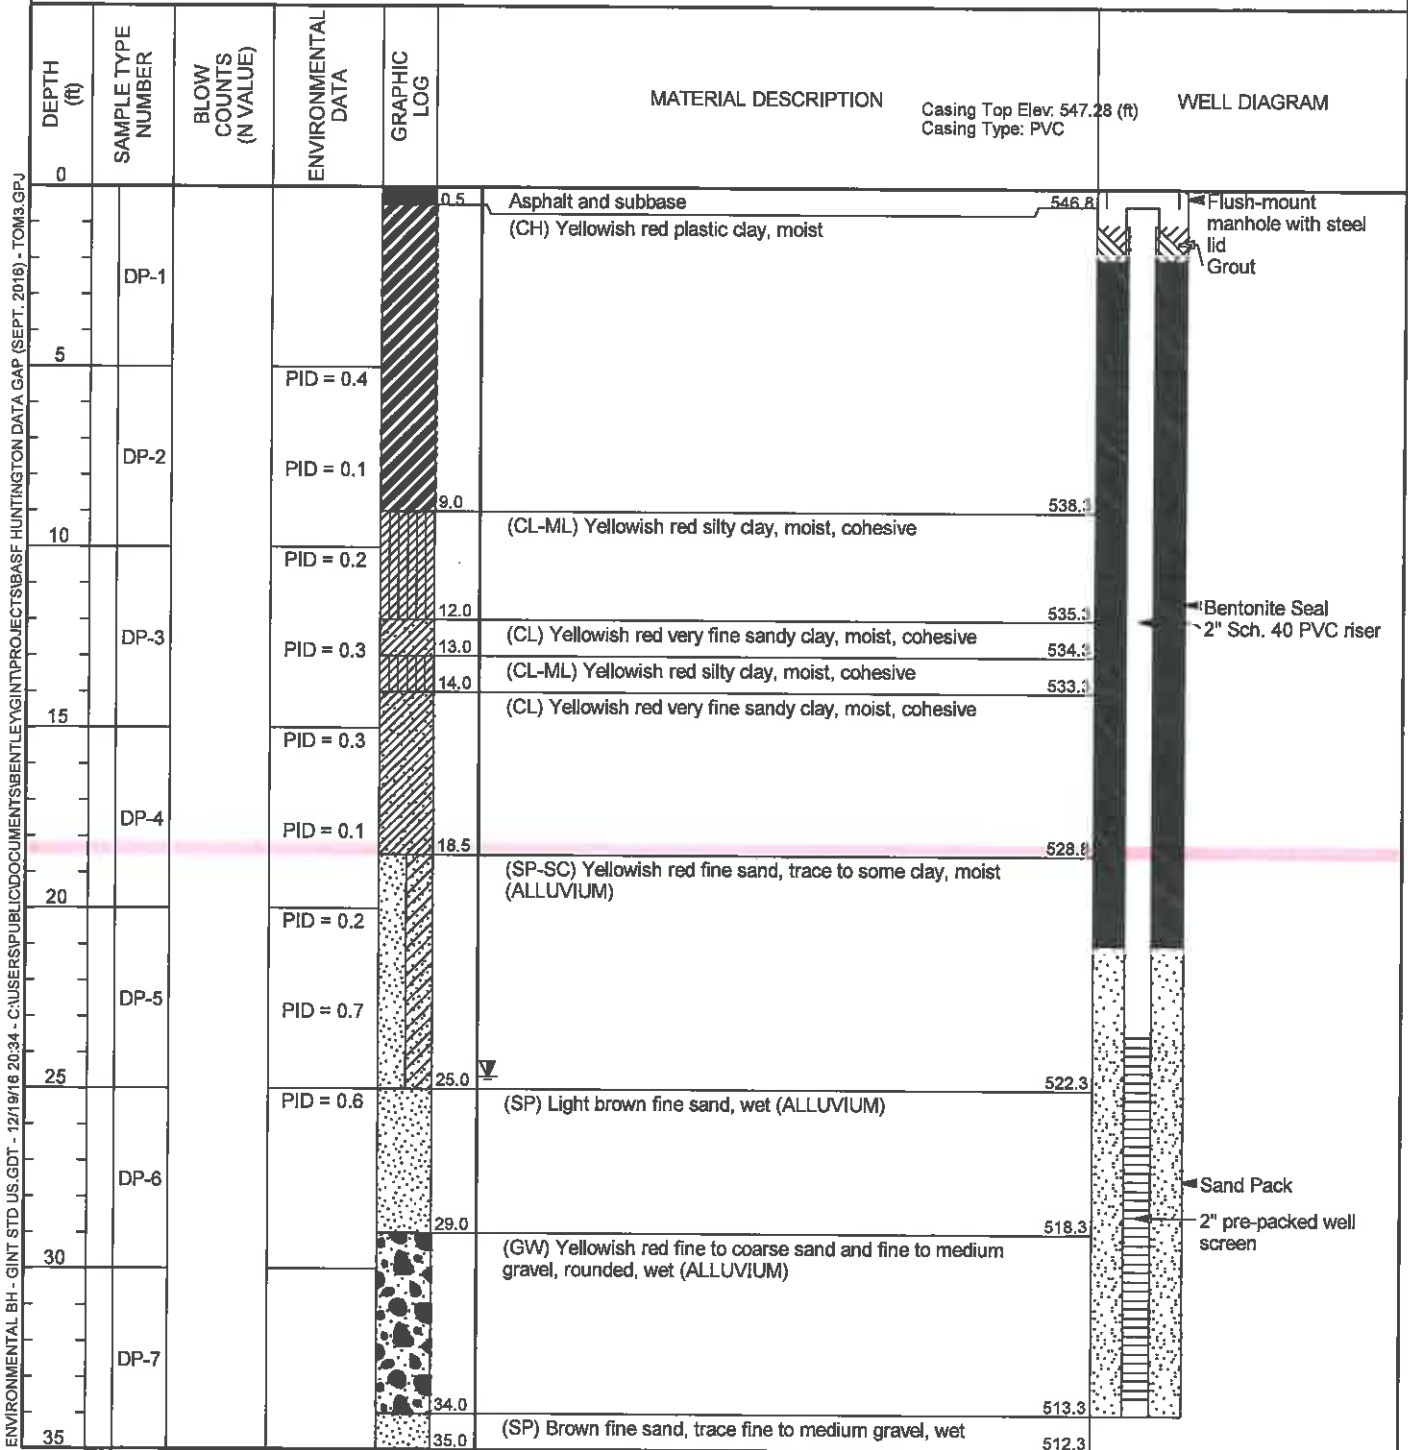 DEPTH
(ft)
SAMPLE TYPE
NUMBER
BLOW
COUNTS
(N VALUE)
ENVIRONMENTAL
DATA
GRAPHIC
LOG
MATERIAL DESCRIPTION
Casing Top Elev: 547.28 (ft)
Casing Type: PVC
WELL DIAGRAM
0
0.5
Asphalt and subbase
546.8
(CH) Yellowish red plastic clay, moist
Flush-mount
manhole with steel
lid
Grout
DP-1
5
PID = 0.4
DP-2
PID = 0.1
9.0
538.3
(CL-ML) Yellowish red silty clay, moist, cohesive
10
PID = 0.2
12.0
535.3
Bentonite Seal
2" Sch. 40 PVC riser
DP-3
(CL) Yellowish red very fine sandy clay, moist, cohesive
PID = 0.3
13.0
534.3
(CL-ML) Yellowish red silty clay, moist, cohesive
14.0
533.3
(CL) Yellowish red very fine sandy clay, moist, cohesive
15
PID = 0.3
DP-4
PID = 0.1
18.5
528.8
(SP-SC) Yellowish red fine sand, trace to some clay, moist
(ALLUVIUM)
20
PID = 0.2
DP-5
PID = 0.7
25
25.0
522.3
PID = 0.6
(SP) Light brown fine sand, wet (ALLUVIUM)
DP-6
Sand Pack
2" pre-packed well
screen
29.0
518.3
(GW) Yellowish red fine to coarse sand and fine to medium
gravel, rounded, wet (ALLUVIUM)
30
DP-7
34.0
513.3
(SP) Brown fine sand, trace fine to medium gravel, wet
35
35.0
512.3
ENVIRONMENTAL BH - GINT STD US.GDT - 12/19/16 20:34 - C:\USERS\PUBLIC\DOCUMENTS\BENTLEY\GINT\PROJECTS\BASF HUNTINGTON DATA GAP (SEPT. 2016) - TOM3.GPJ